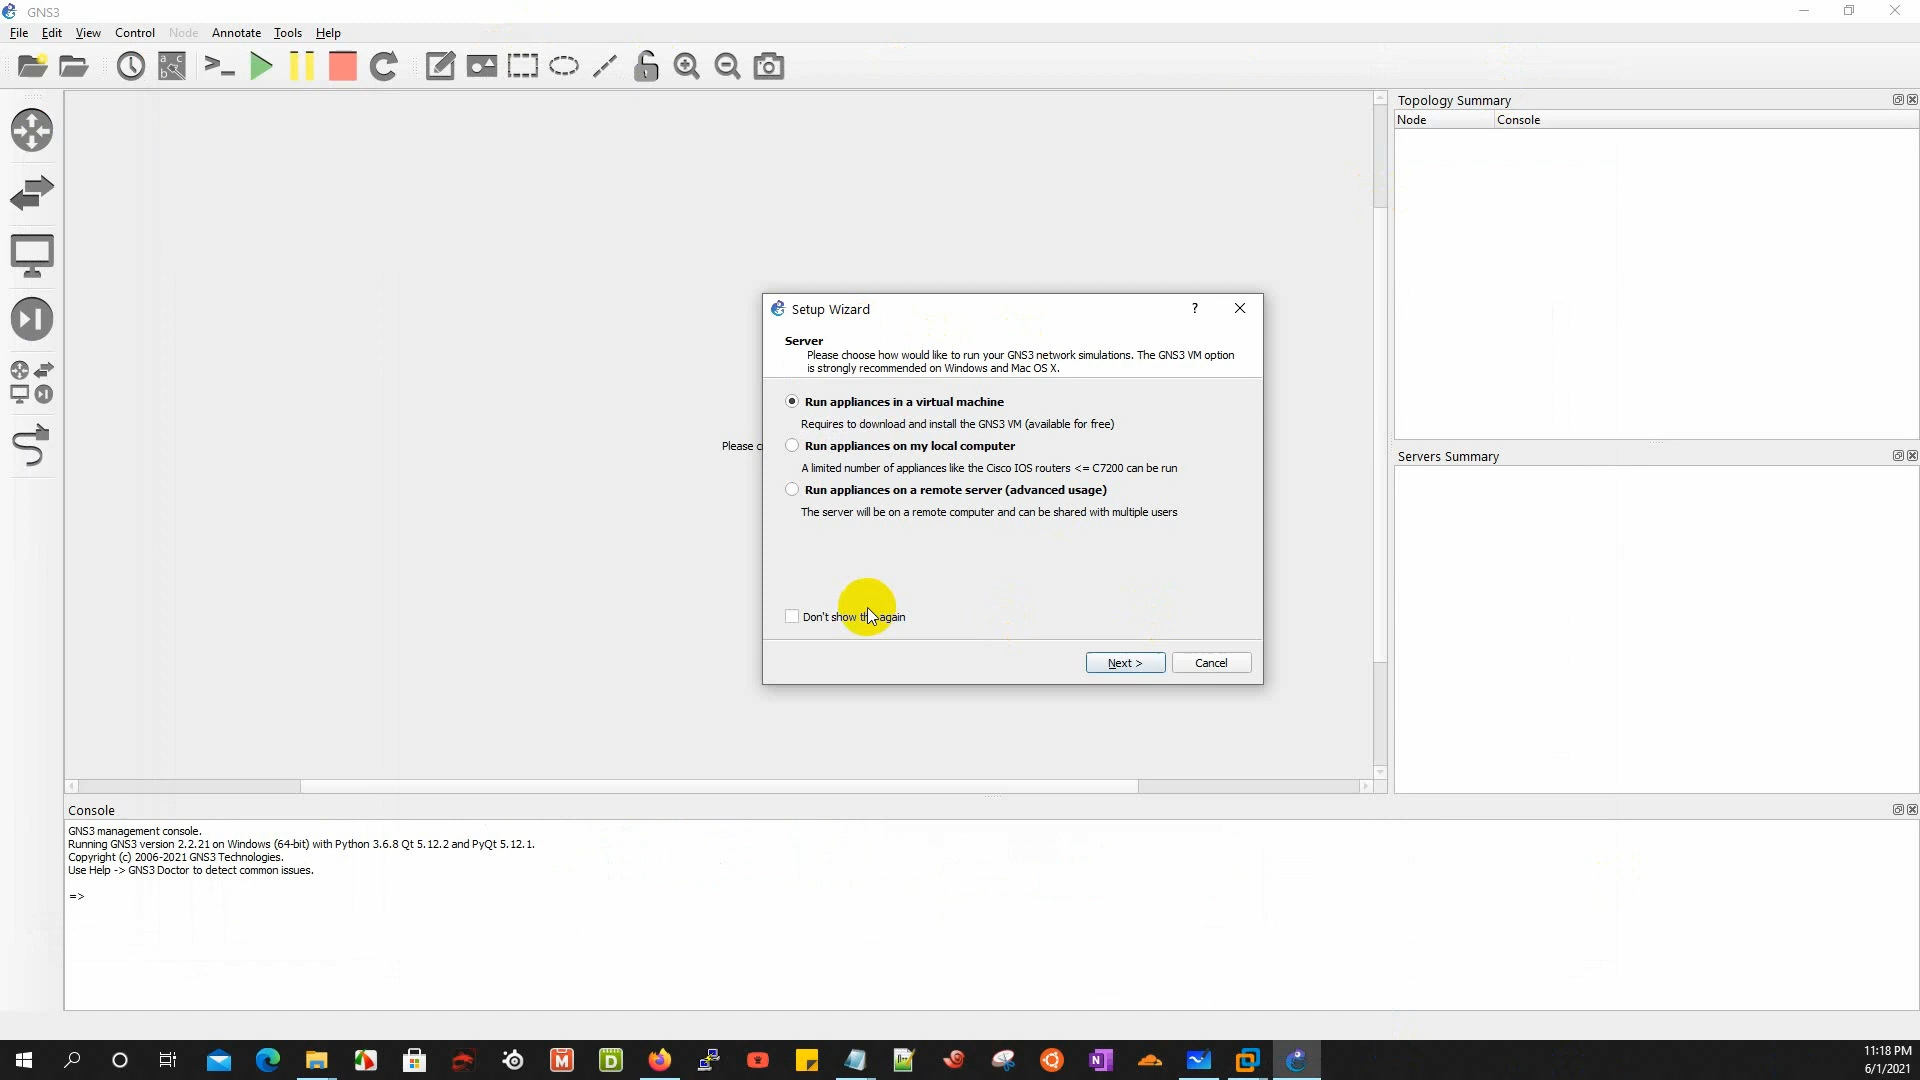 GNS3
File Edit View Control Node Annotate Tools Help
Topology Summary
Node Console
Setup Wizard
Server
Please choose how would like to run your GNS3 network simulations. The GNS3 VM option
is strongly recommended on Windows and Mac OS X.
Run appliances in a virtual machine
Requires to download and install the GNS3 VM (available for free)
Please
Run appliances on my local computer
A limited number of appliances like the Cisco IOS routers <= C7200 can be run
Run appliances on a remote server (advanced usage)
The server will be on a remote computer and can be shared with multiple users
Don't show again
Next > Cancel
Servers Summary
Console
GNS3 management console.
Running GNS3 version 2.2.21 on Windows (64-bit) with Python 3.6.8 Qt 5.12.2 and PyQt 5.12.1.
Copyright (c) 2006-2021 GNS3 Technologies.
Use Help -> GNS3 Doctor to detect common issues.
=>
11:18 PM
6/1/2021